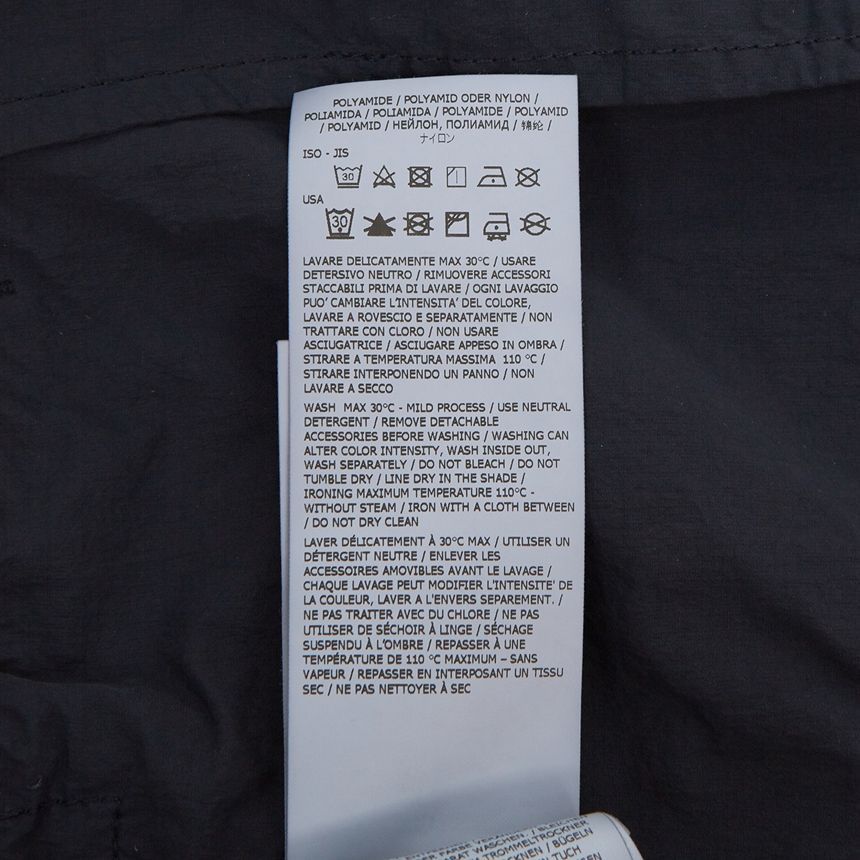 POLYAMIDE / POLYAMID ODER NYLON /
POLIAMIDA / POLIAMIDA / POLYAMIDE / POLYAMID
/ POLYAMID / НЕЙЛОН, ПОЛИАМИД / 锦纶 /
ナイロン
ISO - JIS
30
USA
30
LAVARE DELICATAMENTE MAX 30°C / USARE
DETERSIVO NEUTRO / RIMUOVERE ACCESSORI
STACCABILI PRIMA DI LAVARE / OGNI LAVAGGIO
PUO' CAMBIARE L'INTENSITA' DEL COLORE,
LAVARE A ROVESCIO E SEPARATAMENTE / NON
TRATTARE CON CLORO / NON USARE
ASCIUGATRICE / ASCIUGARE APPESO IN OMBRA /
STIRARE A TEMPERATURA MASSIMA 110 °C /
STIRARE INTERPONENDO UN PANNO / NON
LAVARE A SECCO
WASH MAX 30°C - MILD PROCESS / USE NEUTRAL
DETERGENT / REMOVE DETACHABLE
ACCESSORIES BEFORE WASHING / WASHING CAN
ALTER COLOR INTENSITY, WASH INSIDE OUT,
WASH SEPARATELY / DO NOT BLEACH / DO NOT
TUMBLE DRY / LINE DRY IN THE SHADE /
IRONING MAXIMUM TEMPERATURE 110°C -
WITHOUT STEAM / IRON WITH A CLOTH BETWEEN
/ DO NOT DRY CLEAN
LAVER DÉLICATEMENT À 30°C MAX / UTILISER UN
DÉTERGENT NEUTRE / ENLEVER LES
ACCESSOIRES AMOVIBLES AVANT LE LAVAGE /
CHAQUE LAVAGE PEUT MODIFIER L'INTENSITE' DE
LA COULEUR, LAVER A L'ENVERS SEPAREMENT. /
NE PAS TRAITER AVEC DU CHLORE / NE PAS
UTILISER DE SÉCHOIR À LINGE / SÉCHAGE
SUSPENDU À L'OMBRE / REPASSER À UNE
TEMPÉRATURE DE 110 °C MAXIMUM – SANS
VAPEUR / REPASSER EN INTERPOSANT UN TISSU
SEC / NE PAS NETTOYER À SEC
WASCHEN. /
TROMMELTROCKNER
/ BÜGELN
TUCH